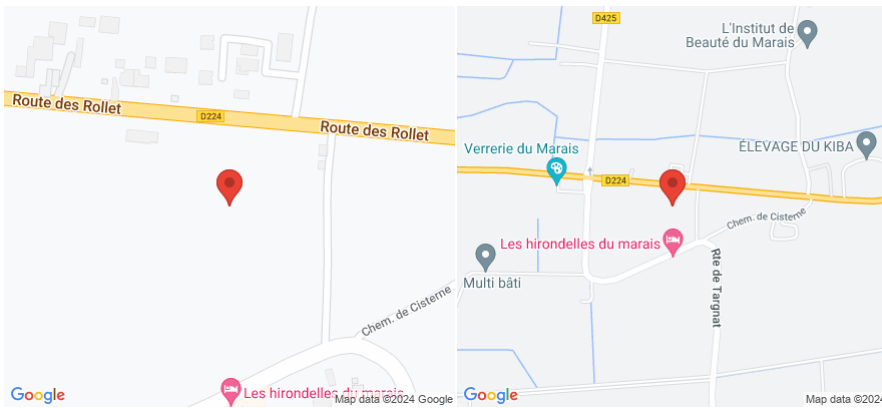 Route des Rollet
D224
Route des Rollet
Chem. de Cisterne
Les hirondelles du marais
Google
Map data ©2024 Google
D425
L'Institut de
Beauté du Marais
Verrerie du Marais
ÉLEVAGE DU KIBA
D224
Chem. de Cisterne
Les hirondelles du marais
Multi bâti
Rte de Targnat
Google
Map data ©2024